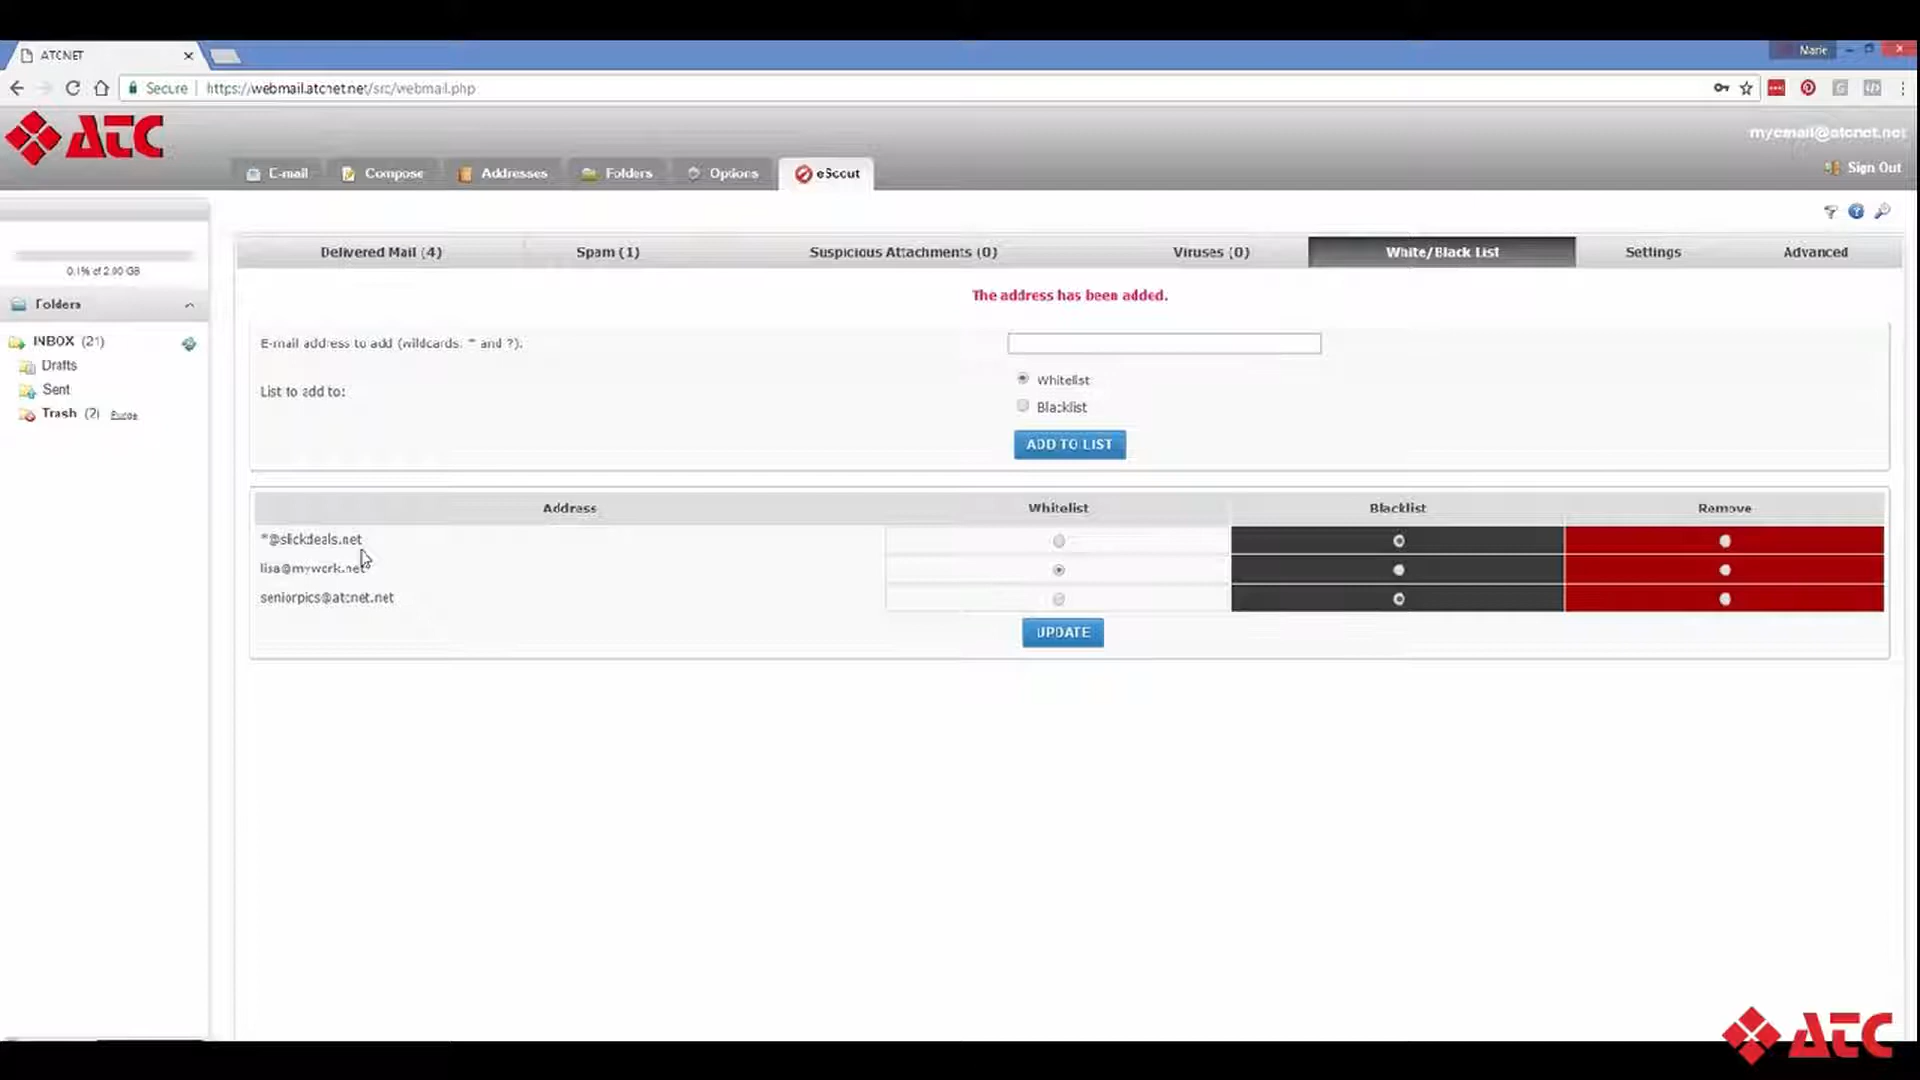 ATCNET
Marie
Secure https://webmail.atcnet.net/src/webmail.php
ATC
myemail@atcnet.net
E-mail Compose Addresses Folders Options eScout
Sign Out
Delivered Mail (4) Spam (1) Suspicious Attachments (0) Viruses (0) White/Black List Settings Advanced
0.1% of 2.00 GB
The address has been added.
Folders
INBOX (21)
E-mail address to add (wildcards: * and ?):
Drafts
Whitelist
Sent
List to add to:
Blacklist
Trash (2) Purge
ADD TO LIST
Address Whitelist Blacklist Remove
*@slickdeals.net
lisa@mywork.net
seniorpics@atcnet.net
UPDATE
ATC